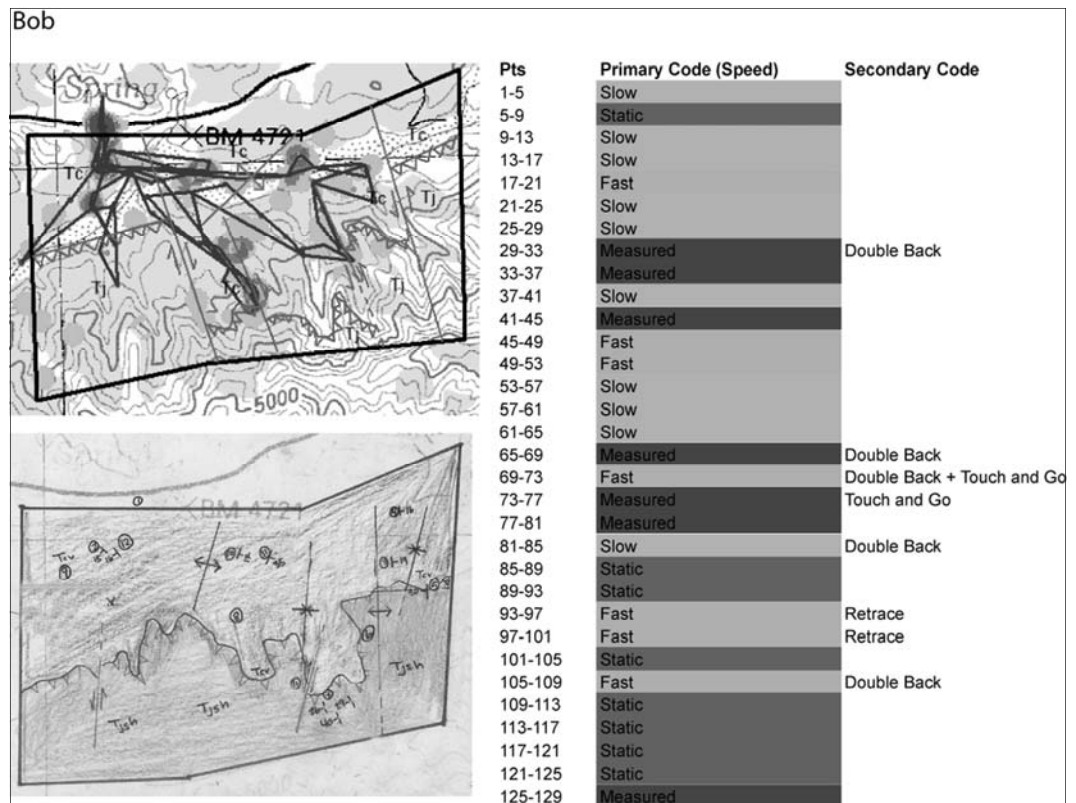 Bob
Spring
BM 4721
Tc
Tc
Tc
Tj
Tj
Tc
Tj
Tj
5000
Pts Primary Code (Speed) Secondary Code
1-5 Slow
5-9 Static
9-13 Slow
13-17 Slow
17-21 Fast
21-25 Slow
25-29 Slow
29-33 Measured Double Back
33-37 Measured
37-41 Slow
41-45 Measured
45-49 Fast
49-53 Fast
53-57 Slow
57-61 Slow
61-65 Slow
65-69 Measured Double Back
69-73 Fast Double Back + Touch and Go
73-77 Measured Touch and Go
77-81 Measured
81-85 Slow Double Back
85-89 Static
89-93 Static
93-97 Fast Retrace
97-101 Fast Retrace
101-105 Static
105-109 Fast Double Back
109-113 Static
113-117 Static
117-121 Static
121-125 Static
125-129 Measured
Spring
BM 4721
Tcv
Tcv
Tcv
Tjsh
Tjsh
Tjsh